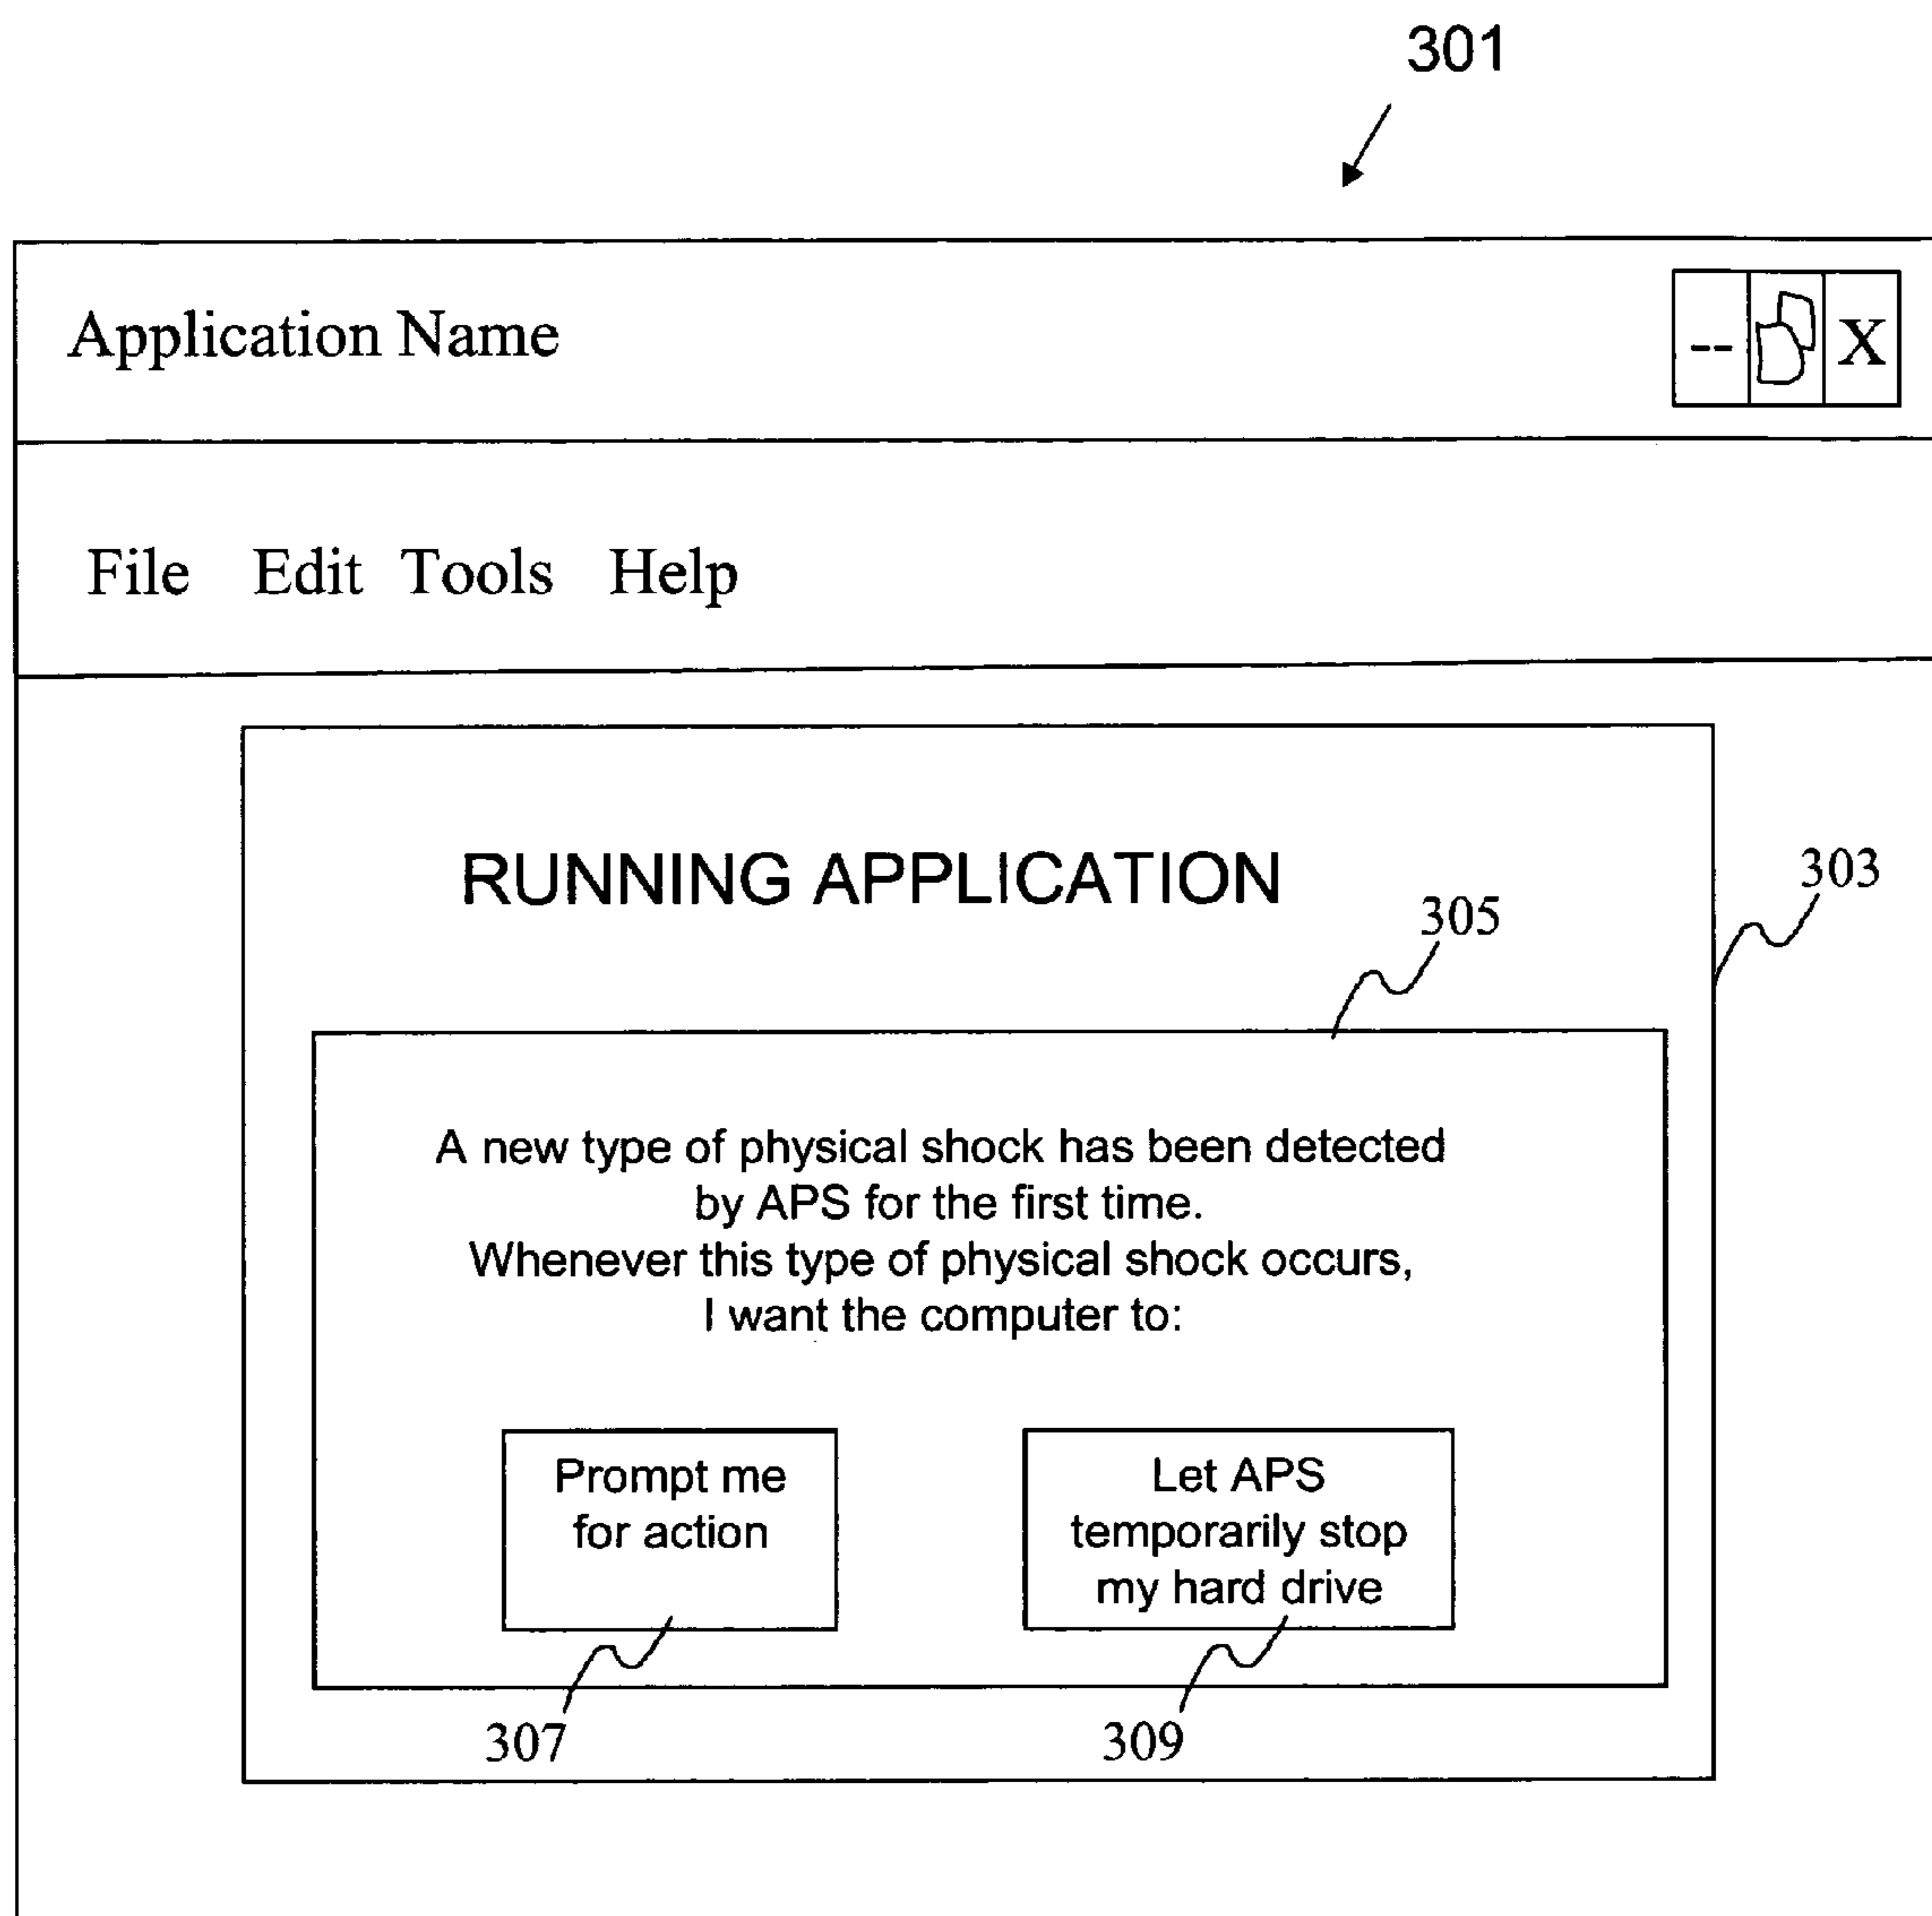 301
Application Name
-- X
File Edit Tools Help
RUNNING APPLICATION
303
305
A new type of physical shock has been detected
by APS for the first time.
Whenever this type of physical shock occurs,
I want the computer to:
Prompt me
for action
Let APS
temporarily stop
my hard drive
307
309